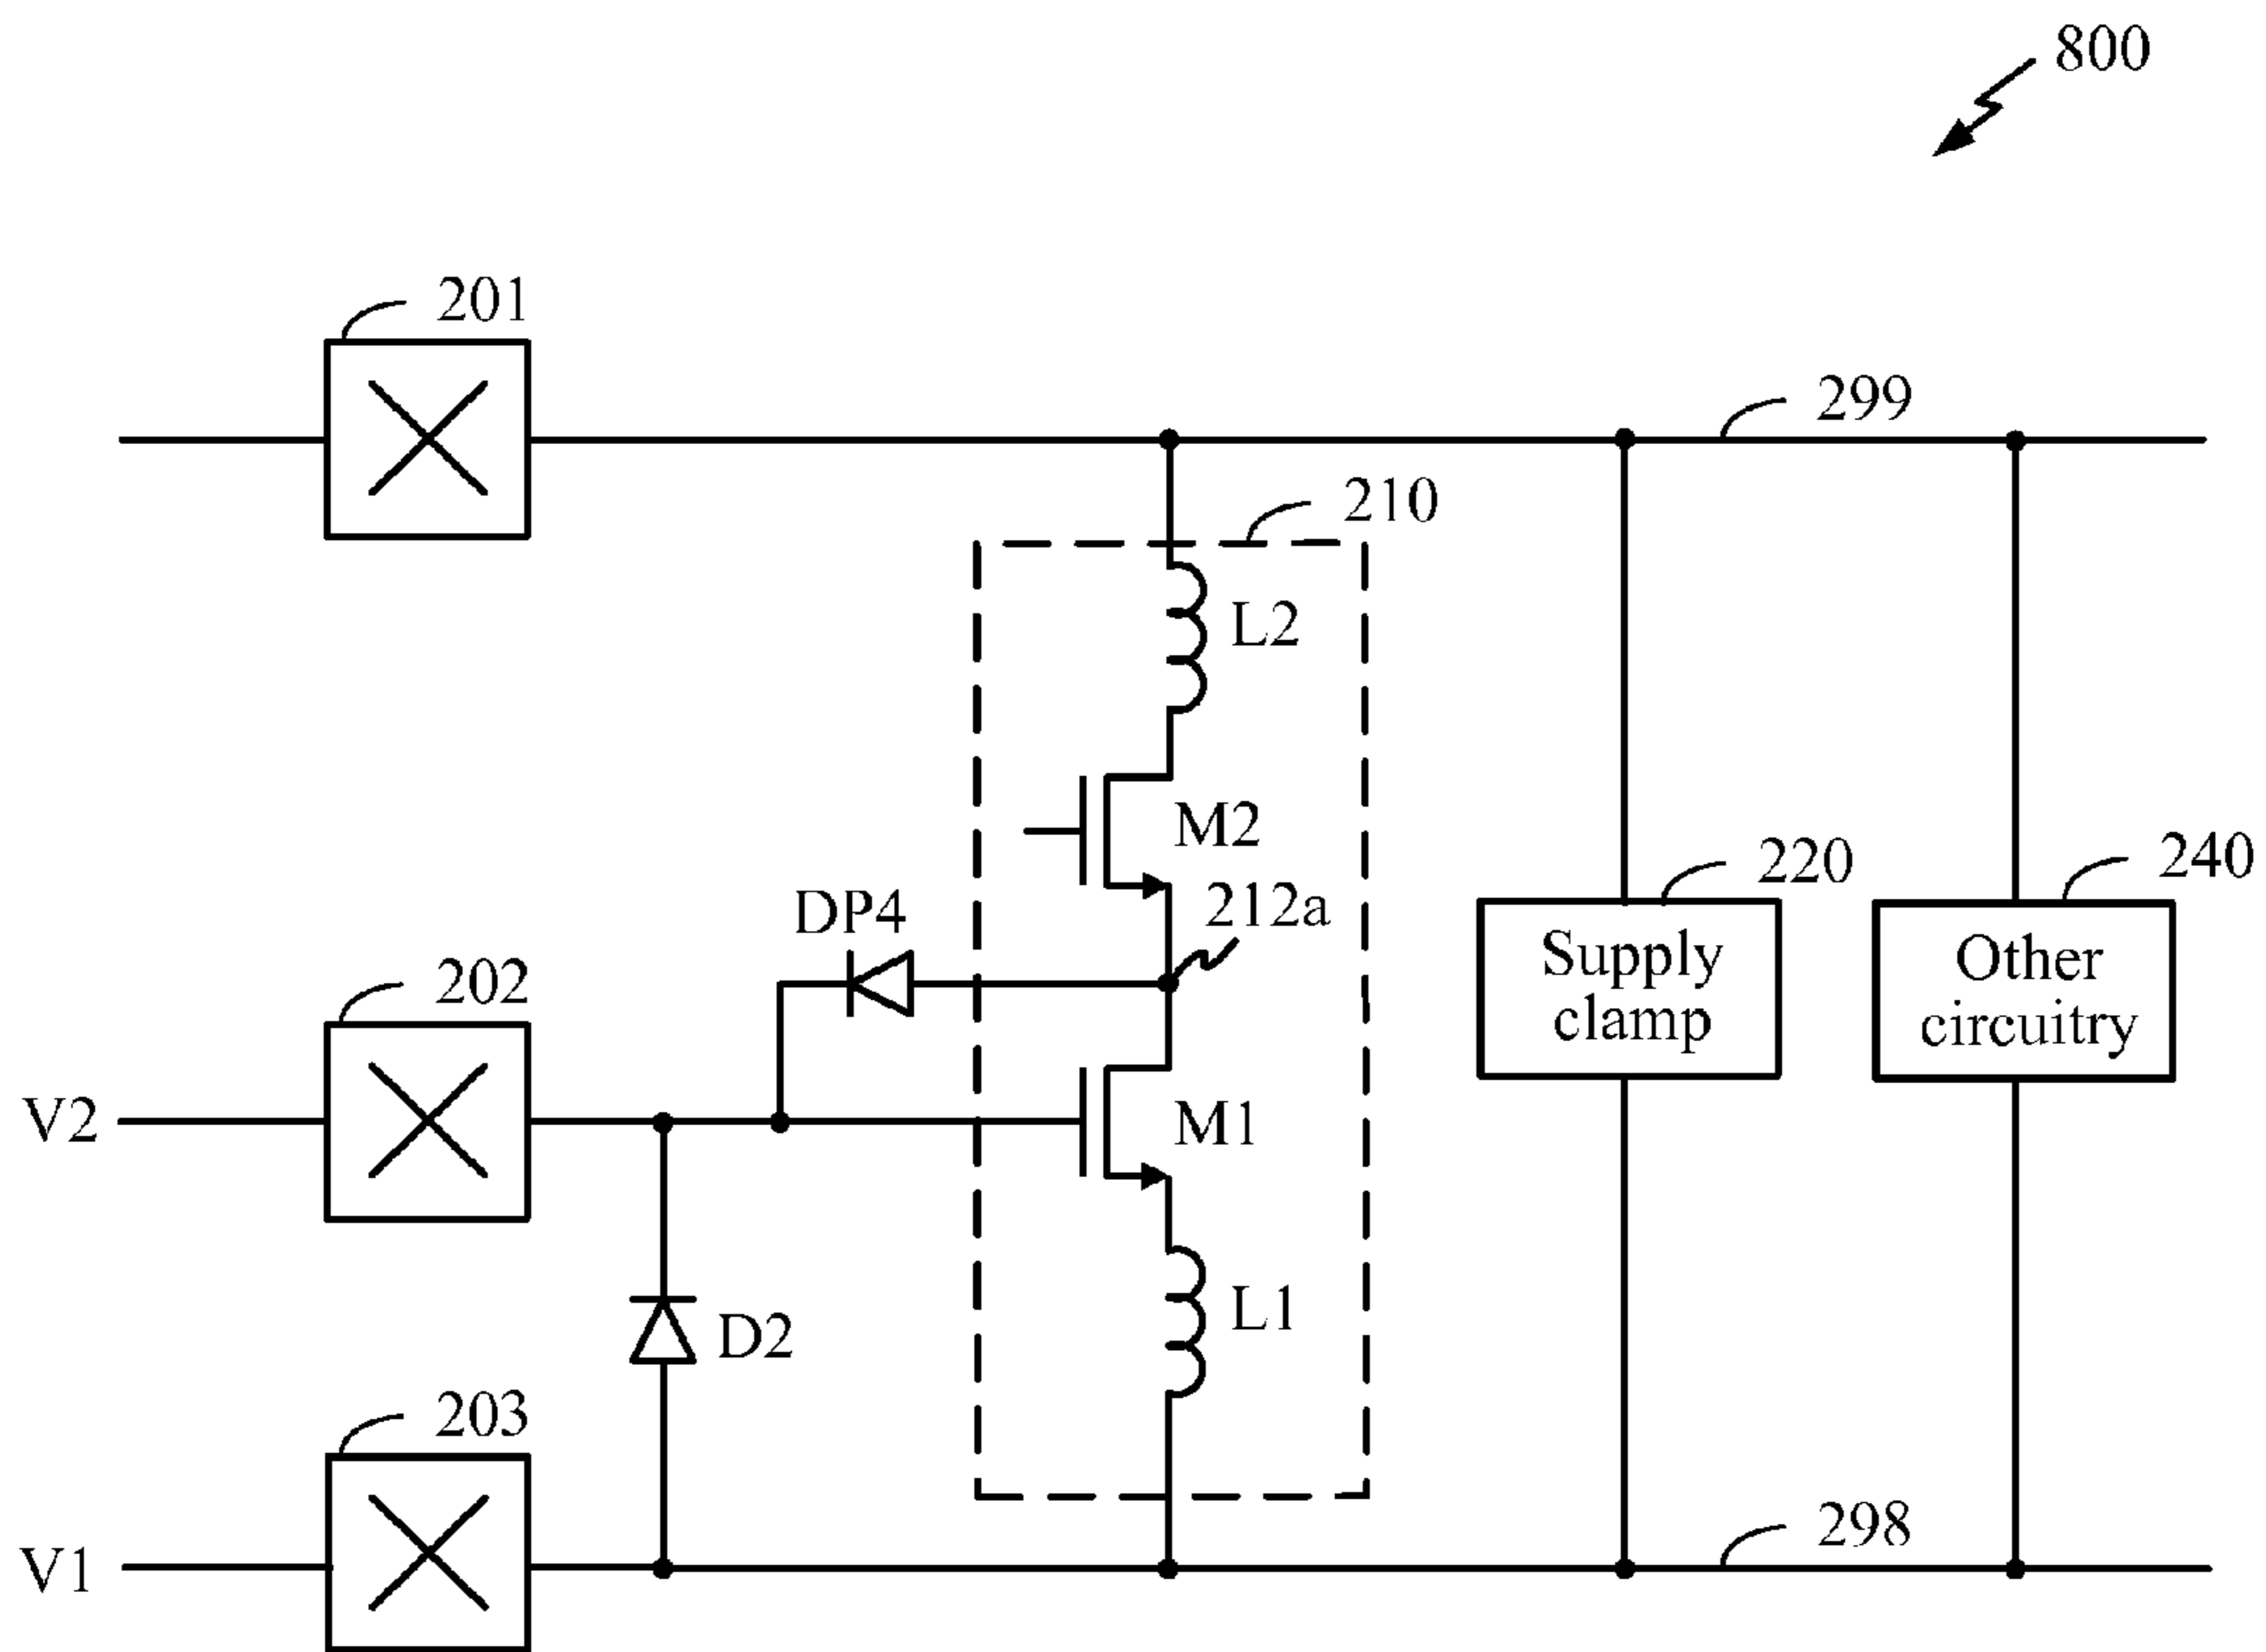 800
201
299
210
L2
M2
220
240
DP4
212a
Supply
clamp
Other
circuitry
202
V2
M1
L1
D2
203
298
V1